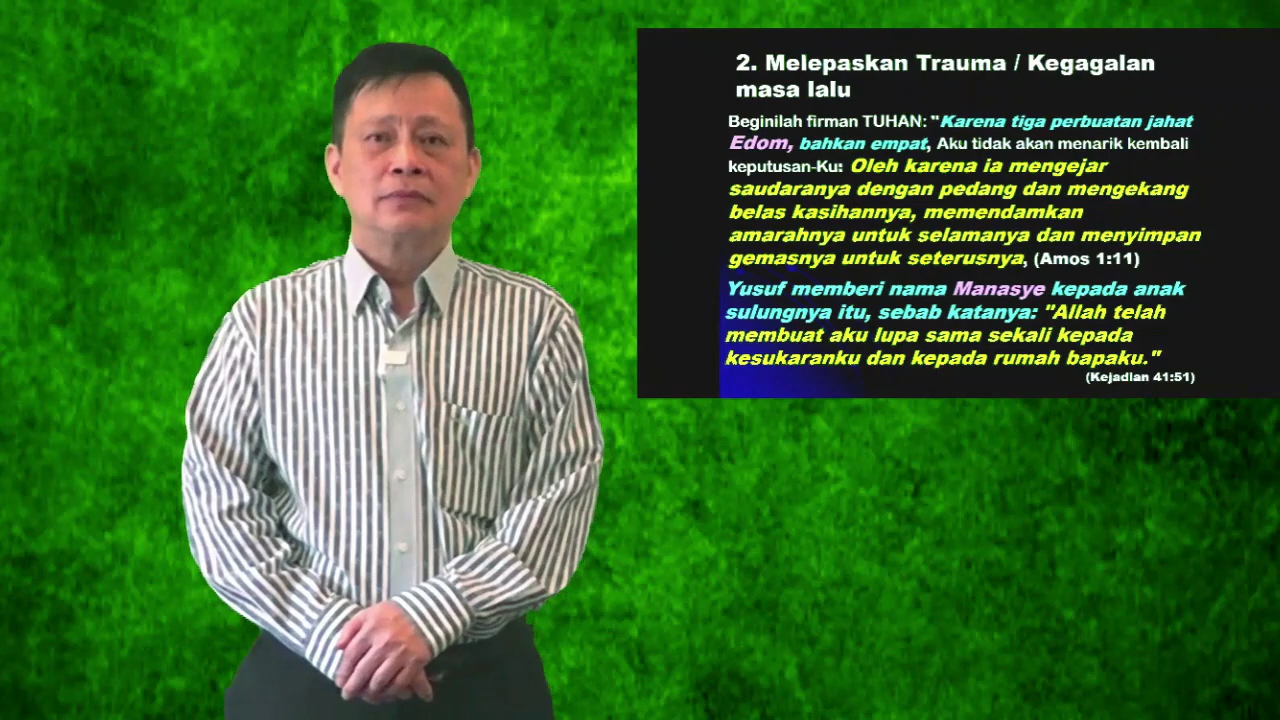 2. Melepaskan Trauma / Kegagalan
masa lalu
Beginilah firman TUHAN: "Karena tiga perbuatan jahat
Edom, bahkan empat, Aku tidak akan menarik kembali
keputusan-Ku: Oleh karena ia mengejar
saudaranya dengan pedang dan mengekang
belas kasihannya, memendamkan
amarahnya untuk selamanya dan menyimpan
gemasnya untuk seterusnya, (Amos 1:11)
Yusuf memberi nama Manasye kepada anak
sulungnya itu, sebab katanya: "Allah telah
membuat aku lupa sama sekali kepada
kesukaranku dan kepada rumah bapaku."
(Kejadian 41:51)